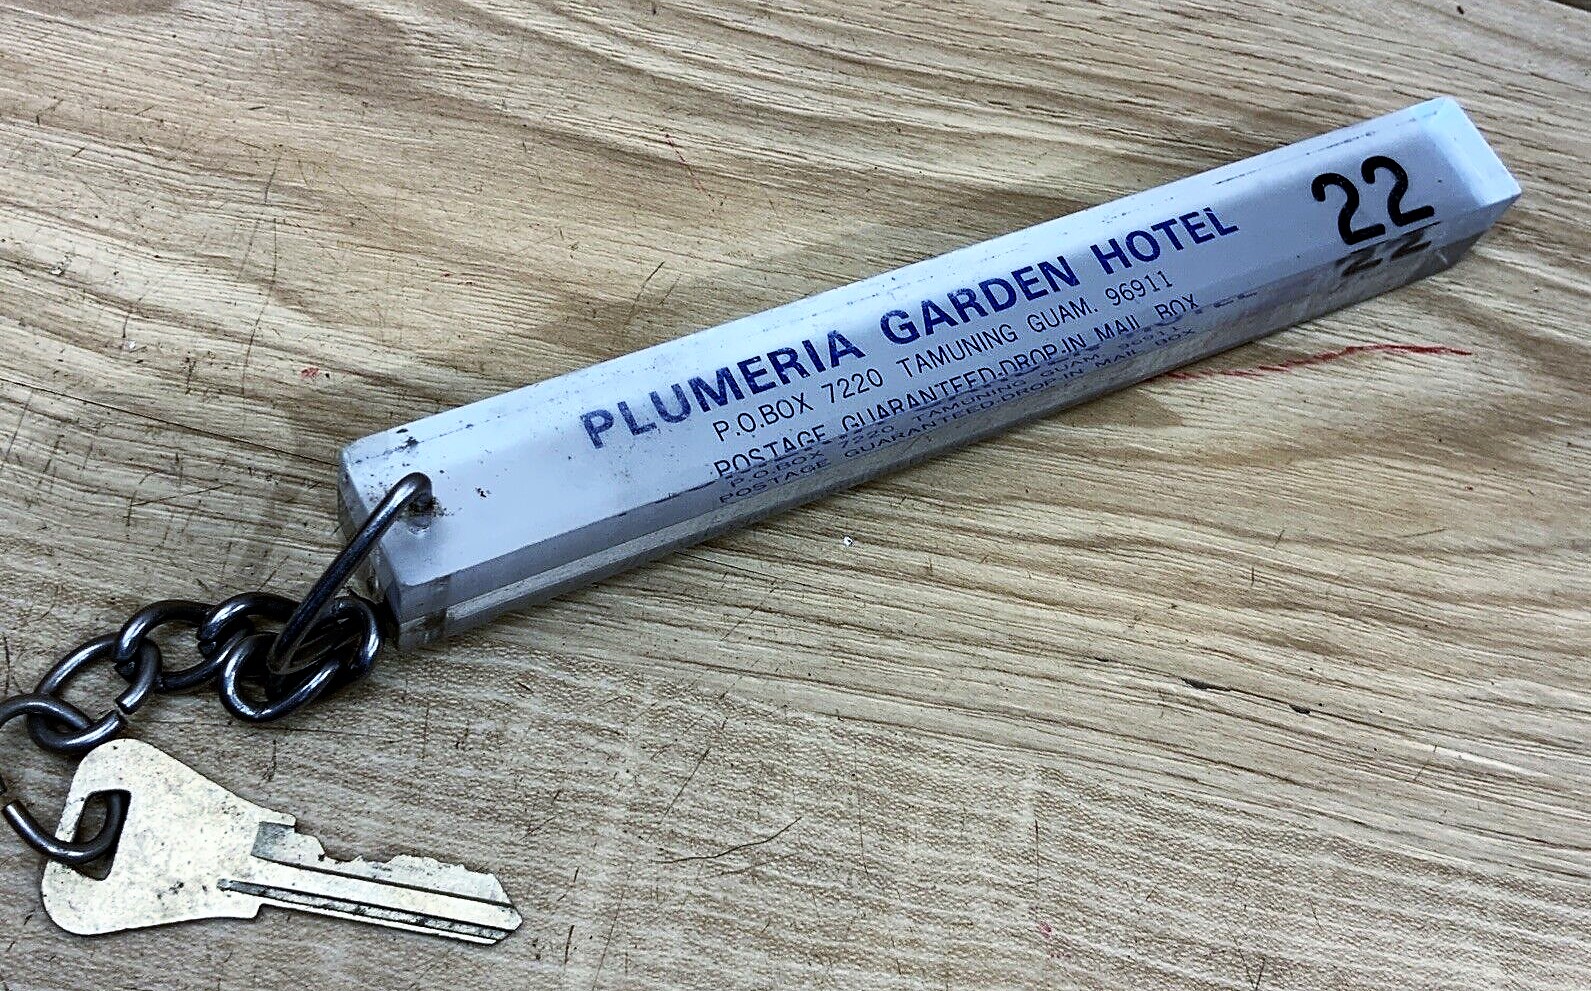 PLUMERIA GARDEN HOTEL
P.O.BOX 7220 TAMUNING GUAM. 96911
POSTAGE GUARANTEED-DROP-IN MAIL BOX
22